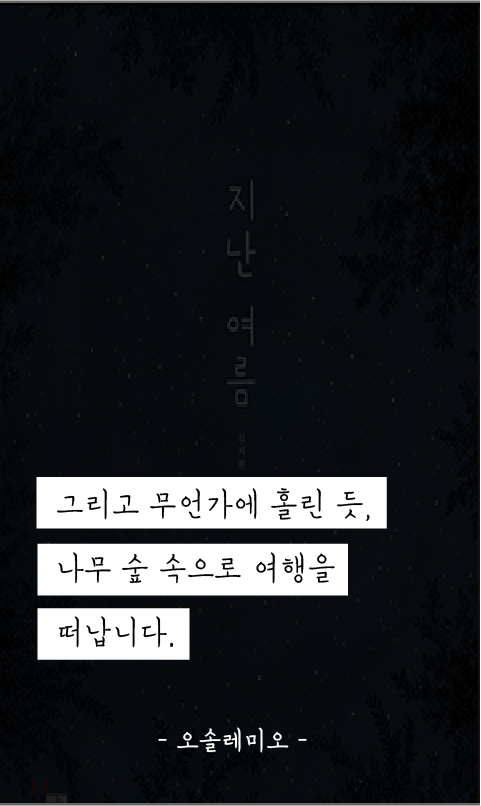 지난 여름
그리고 무언가에 홀린 듯,
나무 숲 속으로 여행을
떠납니다.
- 오솔레미오 -